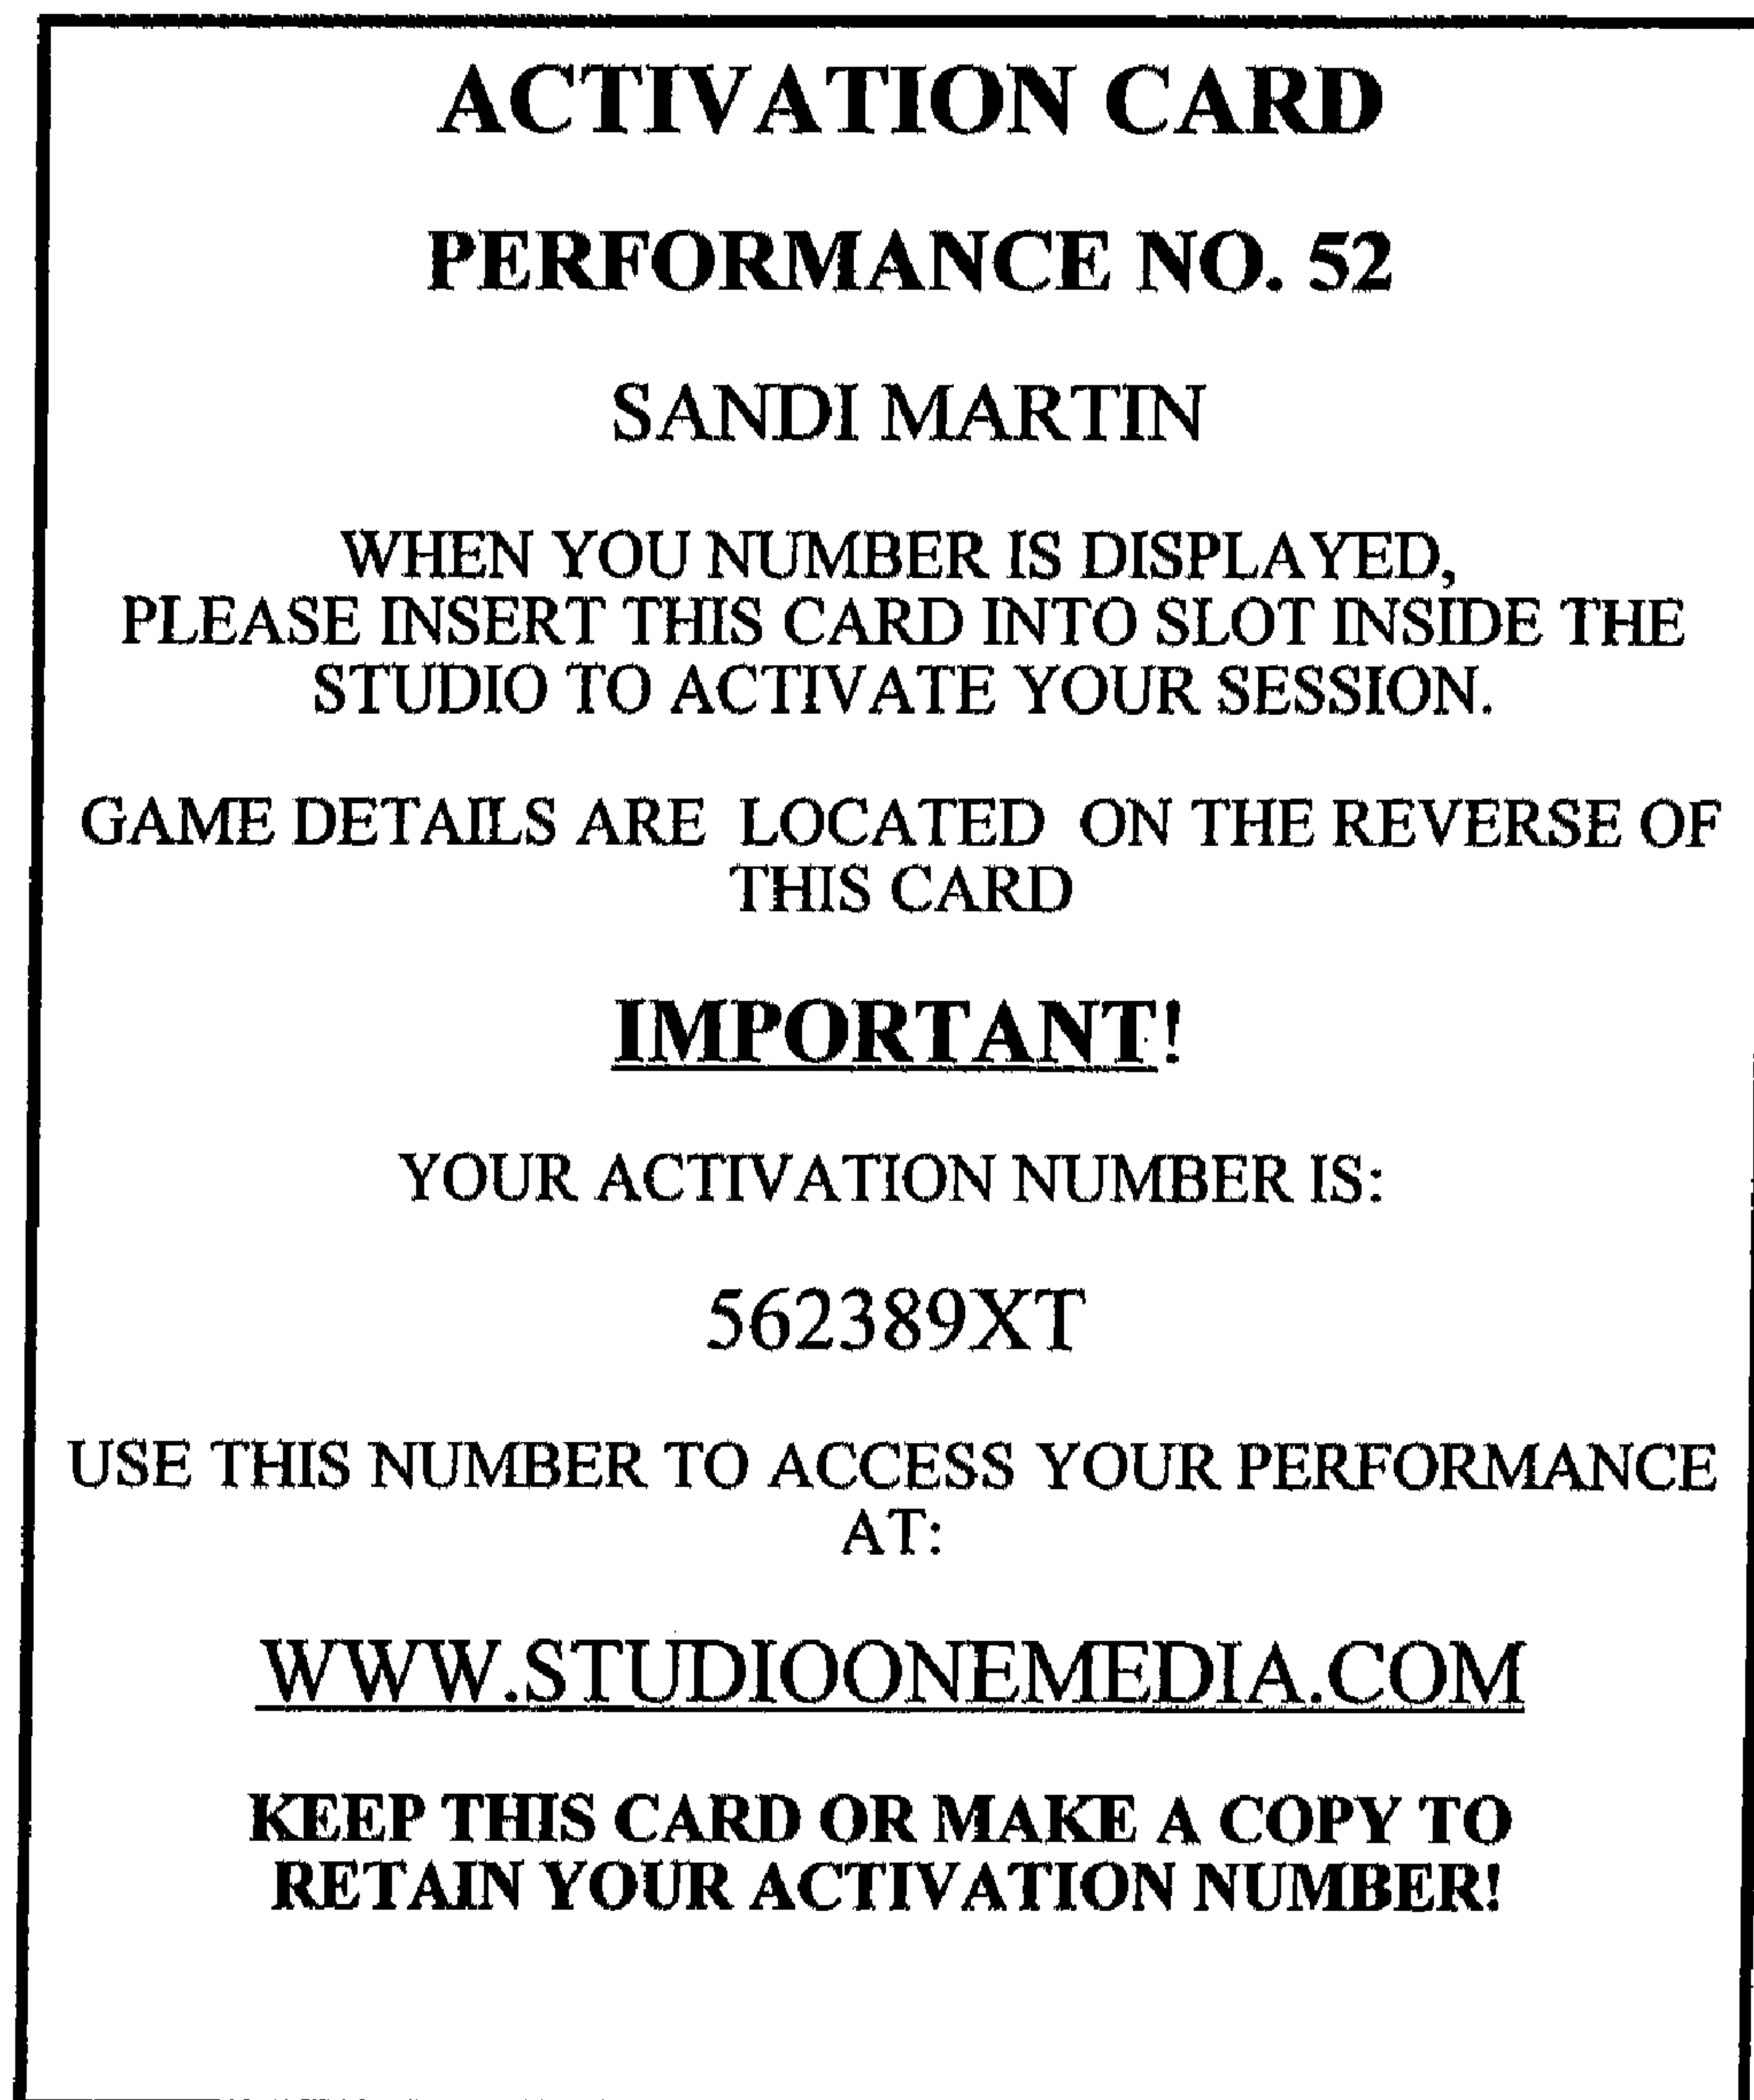 ACTIVATION CARD
PERFORMANCE NO. 52
SANDI MARTIN
WHEN YOU NUMBER IS DISPLAYED,
PLEASE INSERT THIS CARD INTO SLOT INSIDE THE
STUDIO TO ACTIVATE YOUR SESSION.
GAME DETAILS ARE LOCATED ON THE REVERSE OF
THIS CARD
IMPORTANT!
YOUR ACTIVATION NUMBER IS:
562389XT
USE THIS NUMBER TO ACCESS YOUR PERFORMANCE
AT:
WWW.STUDIOONEMEDIA.COM
KEEP THIS CARD OR MAKE A COPY TO
RETAIN YOUR ACTIVATION NUMBER!